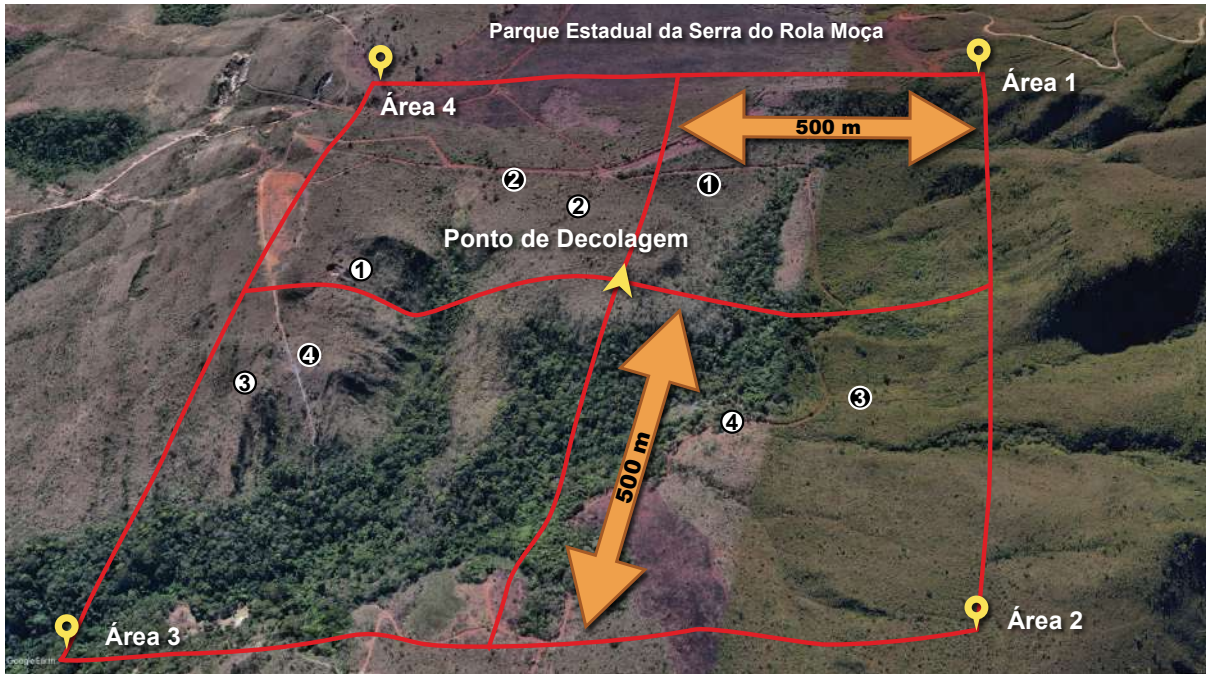 Parque Estadual da Serra do Rola Moça
Área 1
Área 4
500 m
2
1
2
Ponto de Decolagem
1
4
3
3
4
500 m
Área 2
Área 3
Google Earth